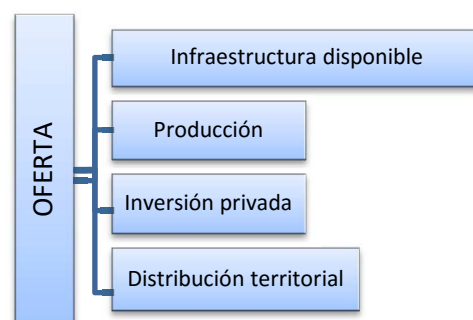 OFERTA
Infraestructura disponible
Producción
Inversión privada
Distribución territorial